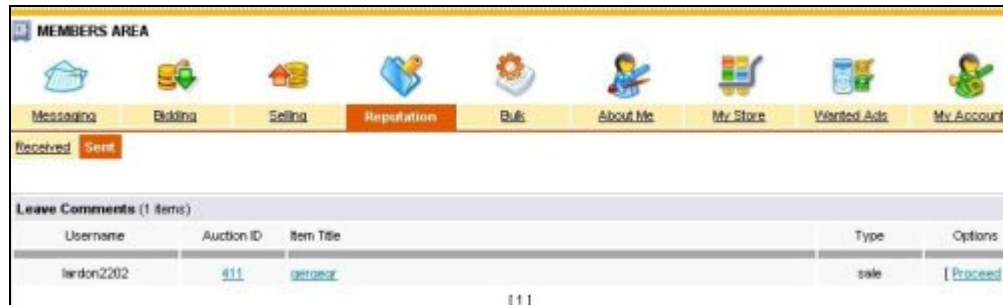 MEMBERS AREA
Messaging Bidding Selling Reputation Bulk About Me My Store Wanted Ads My Account
Received Sent
Leave Comments (1 items)
Username Auction ID Item Title Type Options
lardon2202 411 gergegr sale [ Proceed
[ 1 ]